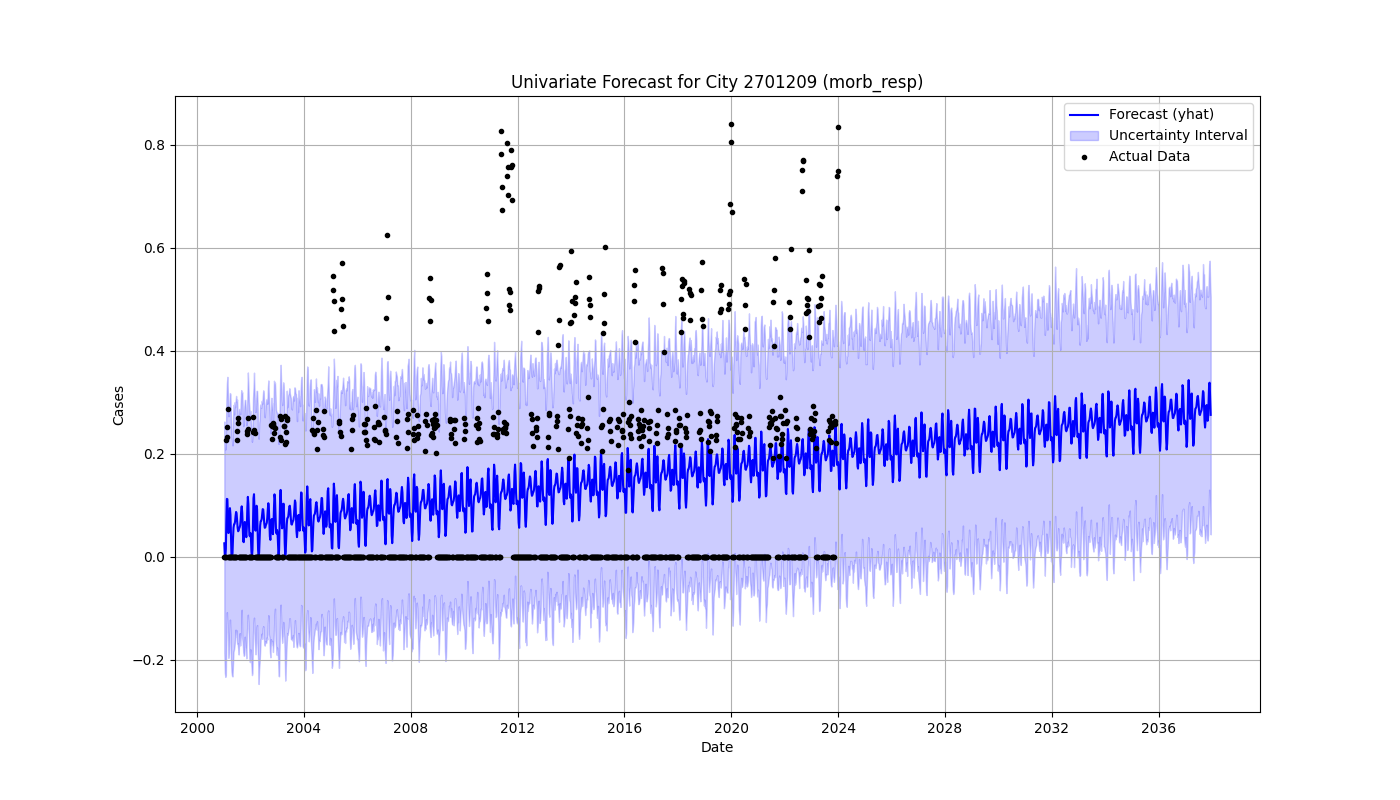 Univariate Forecast for City 2701209 (morb_resp)
Forecast (yhat)
Uncertainty Interval
Actual Data
Cases
0.8
0.6
0.4
0.2
0.0
−0.2
2000 2004 2008 2012 2016 2020 2024 2028 2032 2036
Date